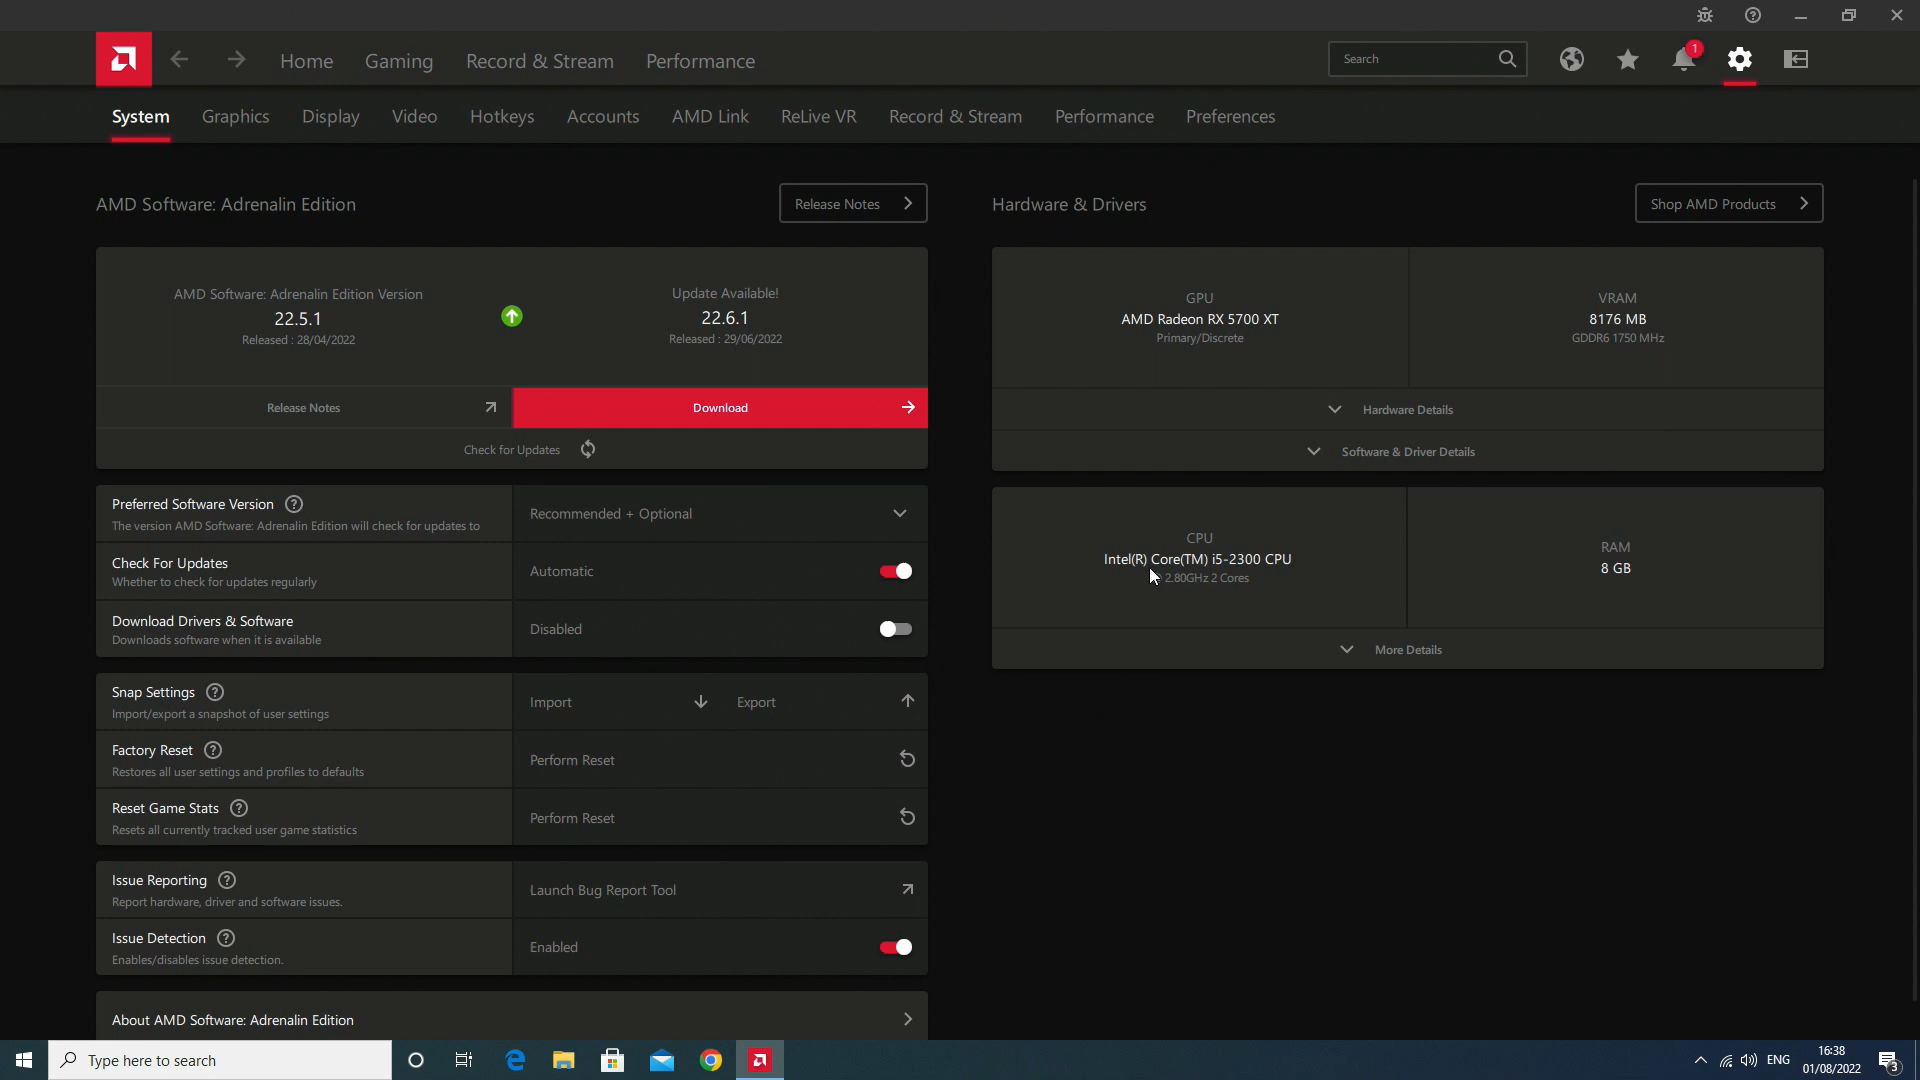 Home
Gaming
Record & Stream
Performance
Search
1
System
Graphics
Display
Video
Hotkeys
Accounts
AMD Link
ReLive VR
Record & Stream
Performance
Preferences
AMD Software: Adrenalin Edition
Release Notes
AMD Software: Adrenalin Edition Version
22.5.1
Released : 28/04/2022
Update Available!
22.6.1
Released : 29/06/2022
Release Notes
Download
Check for Updates
Preferred Software Version
The version AMD Software: Adrenalin Edition will check for updates to
Recommended + Optional
Check For Updates
Whether to check for updates regularly
Automatic
Download Drivers & Software
Downloads software when it is available
Disabled
Snap Settings
Import/export a snapshot of user settings
Import
Export
Factory Reset
Restores all user settings and profiles to defaults
Perform Reset
Reset Game Stats
Resets all currently tracked user game statistics
Perform Reset
Issue Reporting
Report hardware, driver and software issues.
Launch Bug Report Tool
Issue Detection
Enables/disables issue detection.
Enabled
About AMD Software: Adrenalin Edition
Hardware & Drivers
Shop AMD Products
GPU
AMD Radeon RX 5700 XT
Primary/Discrete
VRAM
8176 MB
GDDR6 1750 MHz
Hardware Details
Software & Driver Details
CPU
Intel(R) Core(TM) i5-2300 CPU
2.80GHz 2 Cores
RAM
8 GB
More Details
Type here to search
ENG
16:38
01/08/2022
3